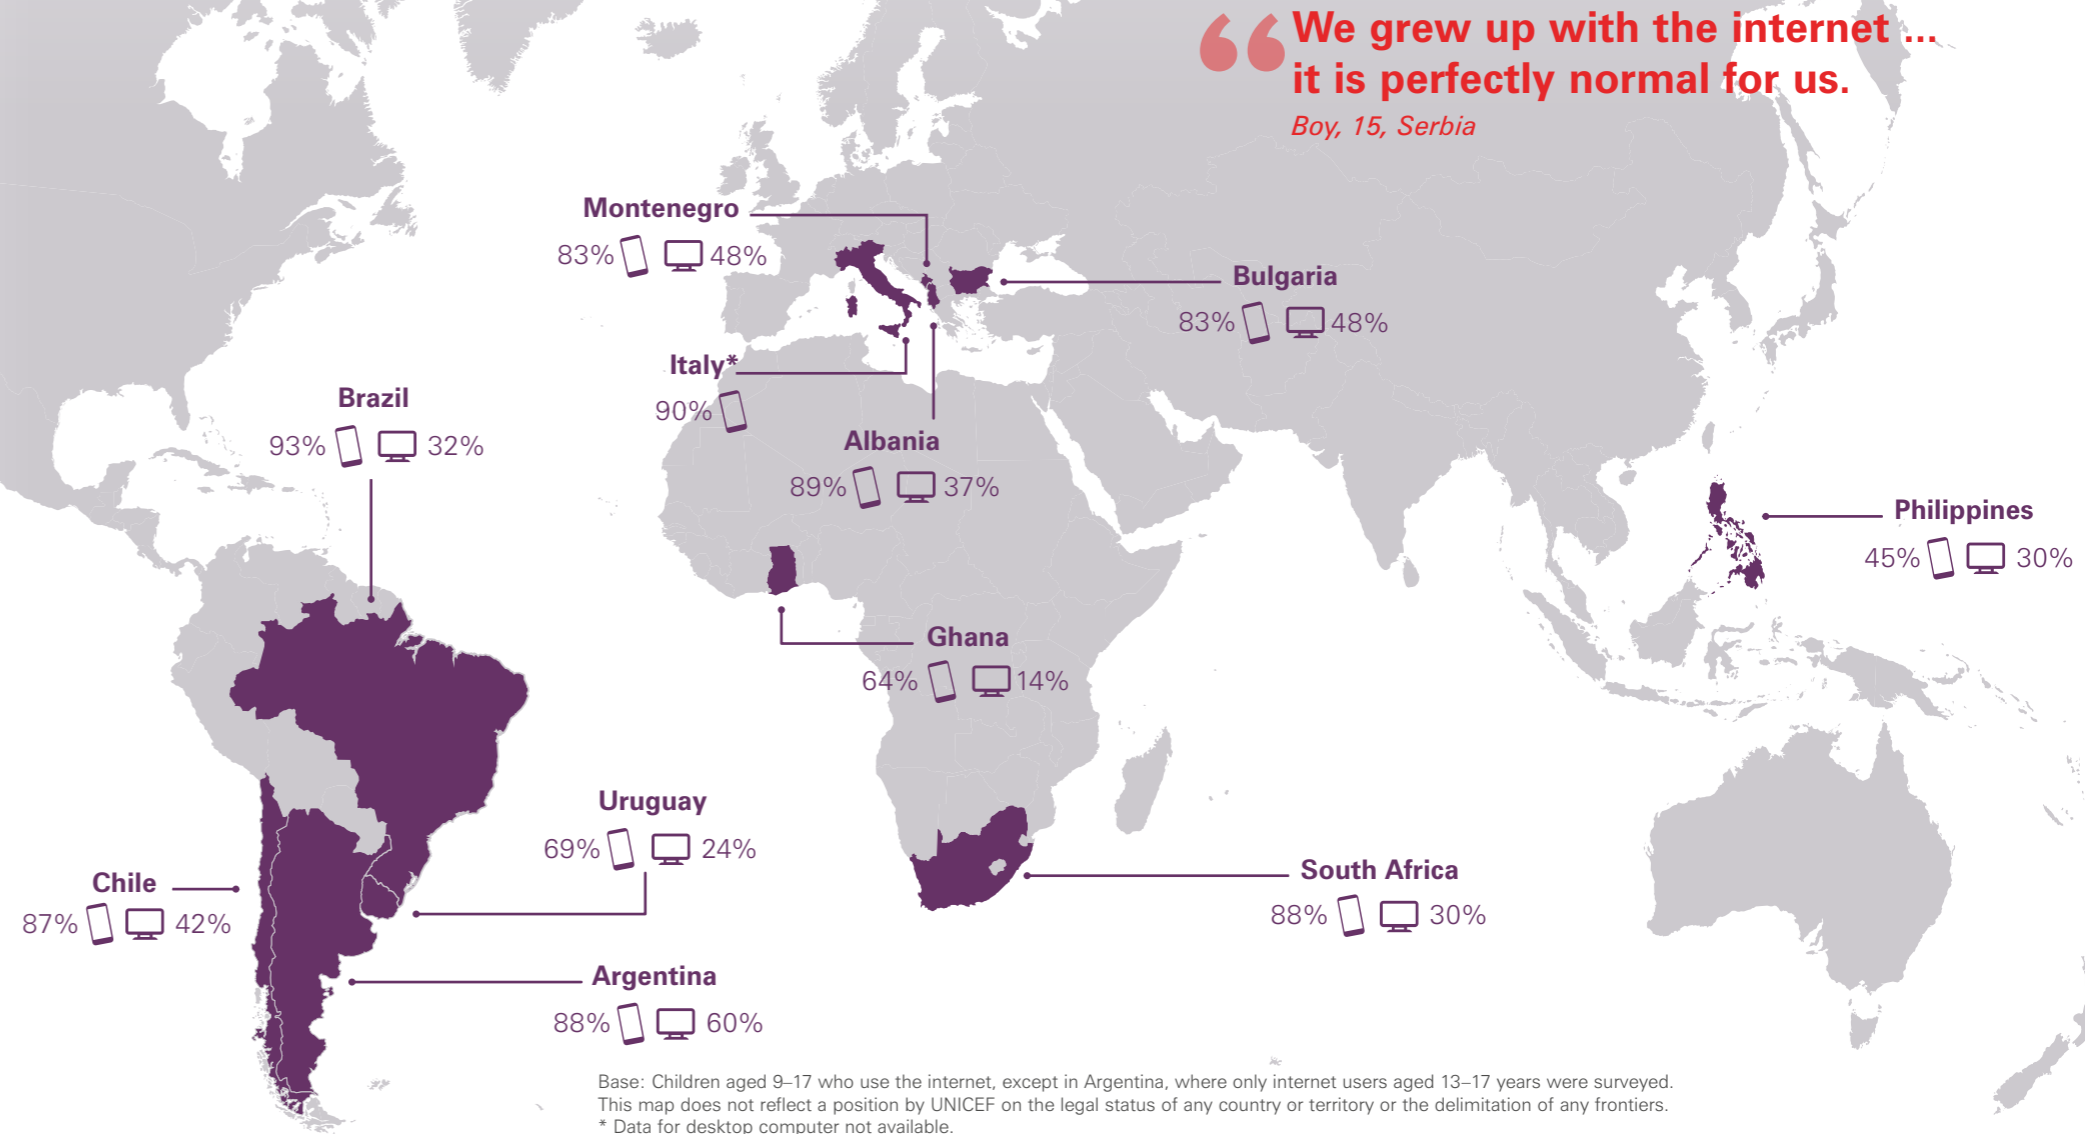 We grew up with the internet ...
it is perfectly normal for us.
Boy, 15, Serbia
Montenegro
83% 48%
Bulgaria
83% 48%
Italy*
90%
Brazil
93% 32%
Albania
89% 37%
Philippines
45% 30%
Ghana
64% 14%
Uruguay
69% 24%
Chile
87% 42%
South Africa
88% 30%
Argentina
88% 60%
Base: Children aged 9–17 who use the internet, except in Argentina, where only internet users aged 13–17 years were surveyed.
This map does not reflect a position by UNICEF on the legal status of any country or territory or the delimitation of any frontiers.
* Data for desktop computer not available.